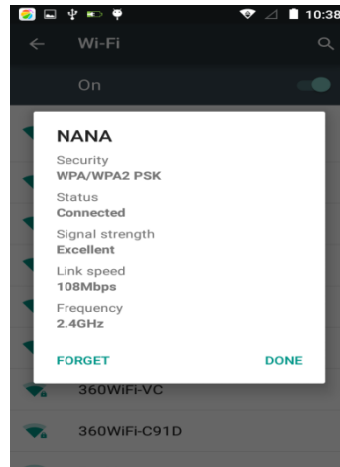 10:38
Wi-Fi
On
NANA
Security
WPA/WPA2 PSK
Status
Connected
Signal strength
Excellent
Link speed
108Mbps
Frequency
2.4GHz
FORGET DONE
360WiFi-VC
360WiFi-C91D